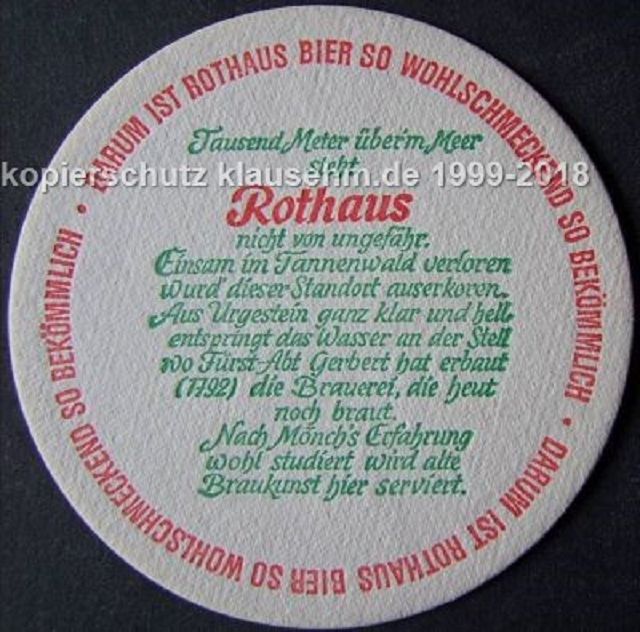 DARUM IST ROTHAUS BIER SO WOHLSCHMECKEND SO BEKÖMMLICH • DARUM IST ROTHAUS BIER SO WOHLSCHMECKEND SO BEKÖMMLICH •
Tausend Meter über'm Meer
steht
kopierschutz klausehm.de 1999-2018
Rothaus
nicht von ungefähr.
Einsam im Tannenwald verloren
wurd dieser Standort auserkoren.
Aus Urgestein ganz klar und hell
entspringt das Wasser an der Stell
wo Fürst-Abt Gerbert hat erbaut
(1792) die Brauerei, die heut
noch braut.
Nach Mönch's Erfahrung
wohl studiert wird alte
Braukunst hier serviert.